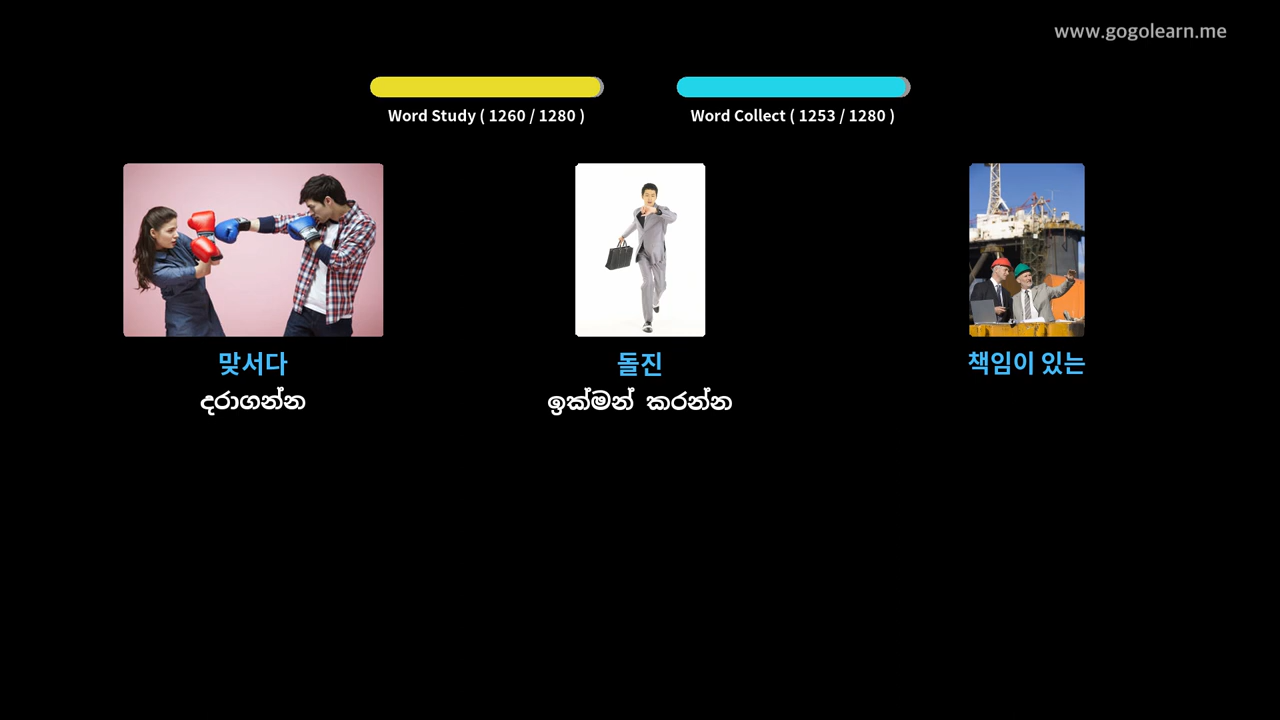 www.gogolearn.me
Word Study ( 1260 / 1280 )
Word Collect ( 1253 / 1280 )
맞서다
돌진
책임이 있는
දරාගන්න
ඉක්මන් කරන්න